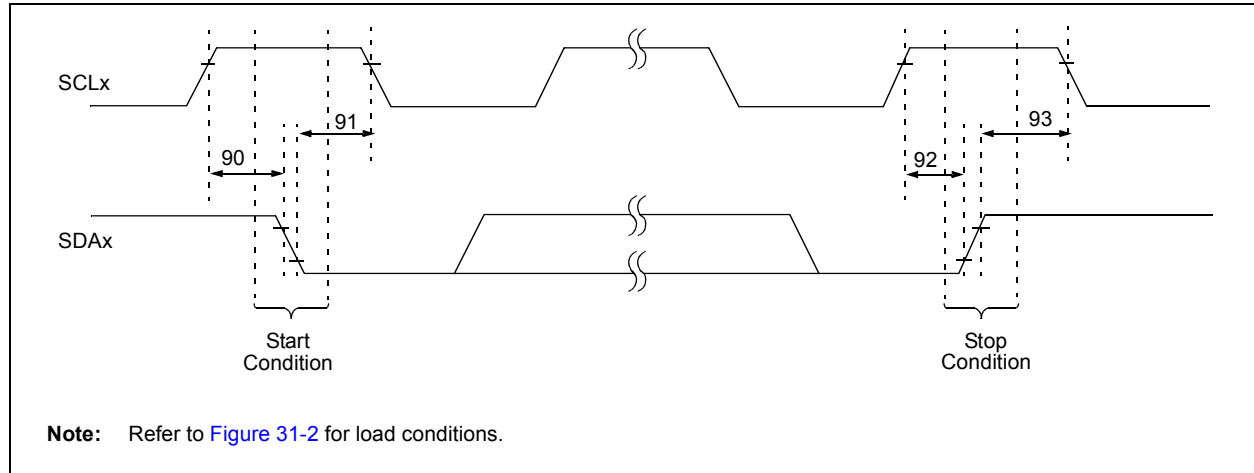 SCLx
91
93
90
92
SDAx
Start
Condition
Stop
Condition
Note: Refer to Figure 31-2 for load conditions.